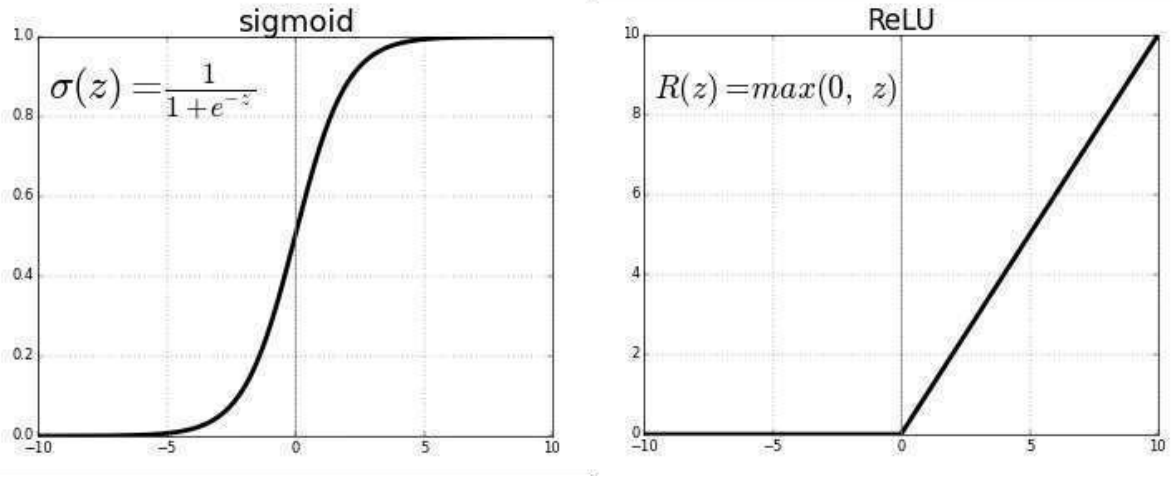 sigmoid
σ(z) = 1/(1+e^{-z})
1.0
0.8
0.6
0.4
0.2
0.0
−10 −5 0 5 10
ReLU
R(z) = max(0, z)
10
8
6
4
2
0
−10 −5 0 5 10